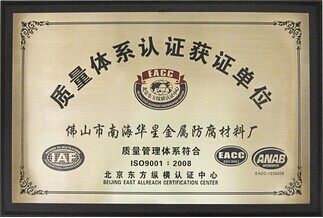 质量体系认证获证单位
EACC
佛山市南海华星金属防腐材料厂
质量管理体系符合
ISO9001：2008
IAF
EACC
ANAB
北京东方纵横认证中心
BEIJING EAST ALLREACH CERTIFICATION CENTER